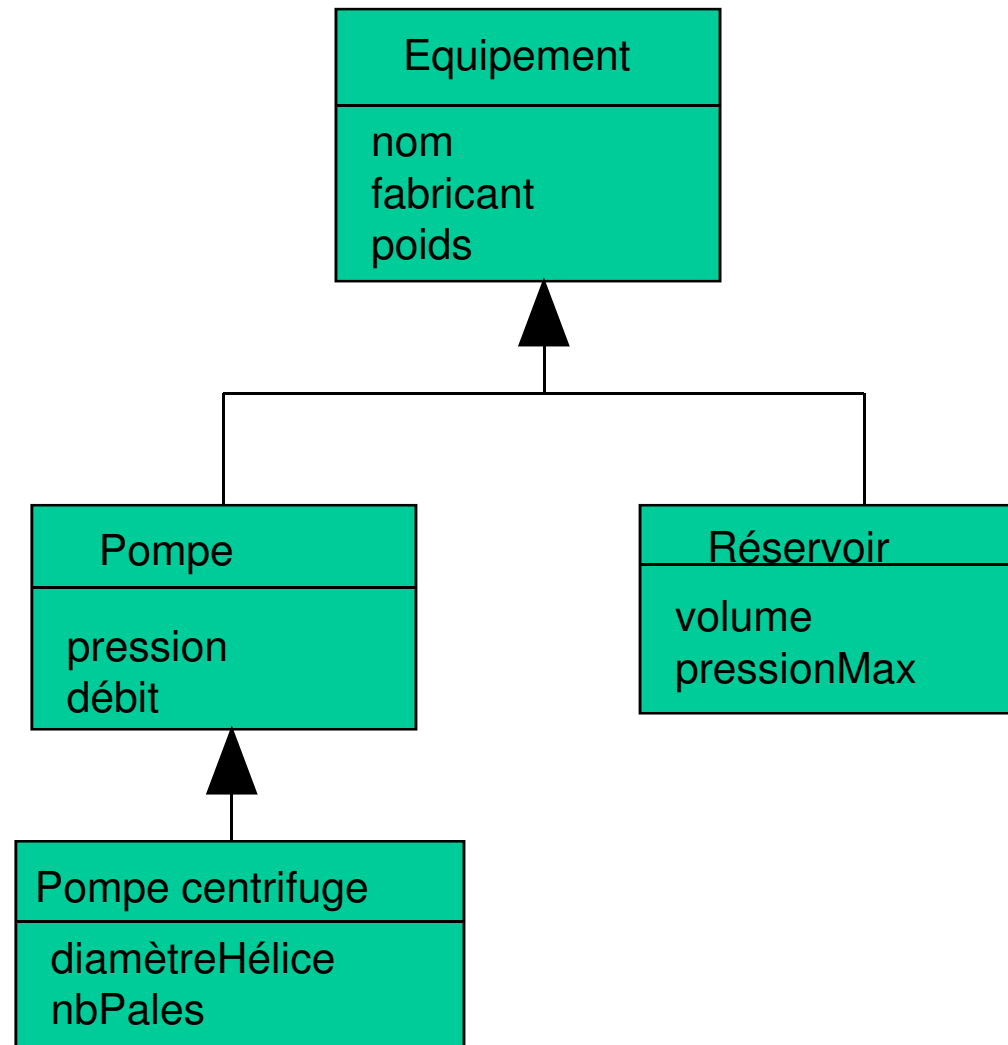 Equipement
nom
fabricant
poids
Pompe
pression
débit
Réservoir
volume
pressionMax
Pompe centrifuge
diamètreHélice
nbPales